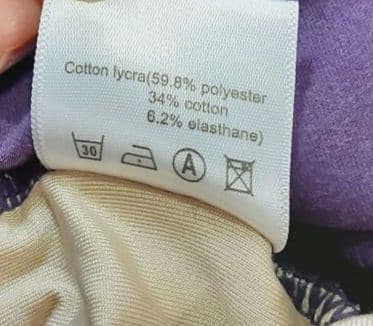 Cotton lycra(59.8% polyester
34% cotton
6.2% elasthane)
30 A